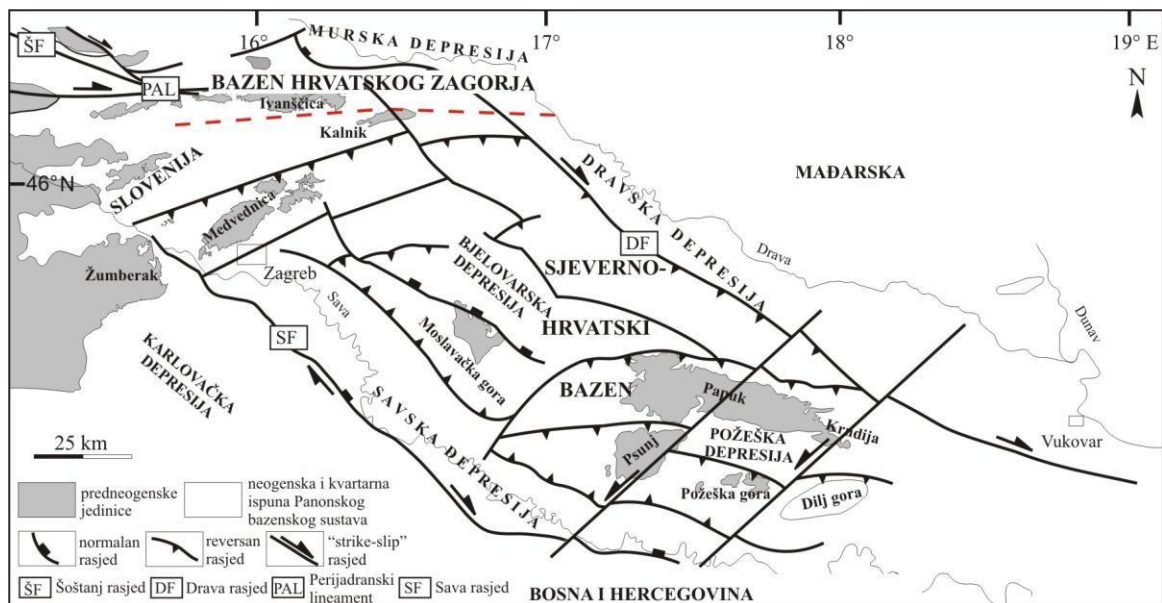 16°
17°
18°
19° E
N
46°N
ŠF
PAL
MURSKA DEPRESIJA
BAZEN HRVATSKOG ZAGORJA
Ivanščica
Kalnik
SLOVENIJA
Medvednica
Žumberak
Zagreb
Sava
SF
KARLOVAČKA
DEPRESIJA
MAĐARSKA
DRAVSKA DEPRESIJA
DF
Drava
Dunav
BJELOVARSKA
DEPRESIJA
SJEVERNO-
HRVATSKI
BAZEN
Moslavačka gora
SAVSKA DEPRESIJA
Papuk
Krndija
Psunj
POŽEŠKA
DEPRESIJA
Požeška gora
Dilj gora
Vukovar
25 km
predneogenske
jedinice
neogenska i kvartarna
ispuna Panonskog
bazenskog sustava
normalan
rasjed
reversan
rasjed
"strike-slip"
rasjed
ŠF Šoštanj rasjed DF Drava rasjed PAL Perijadranski
lineament SF Sava rasjed
BOSNA I HERCEGOVINA